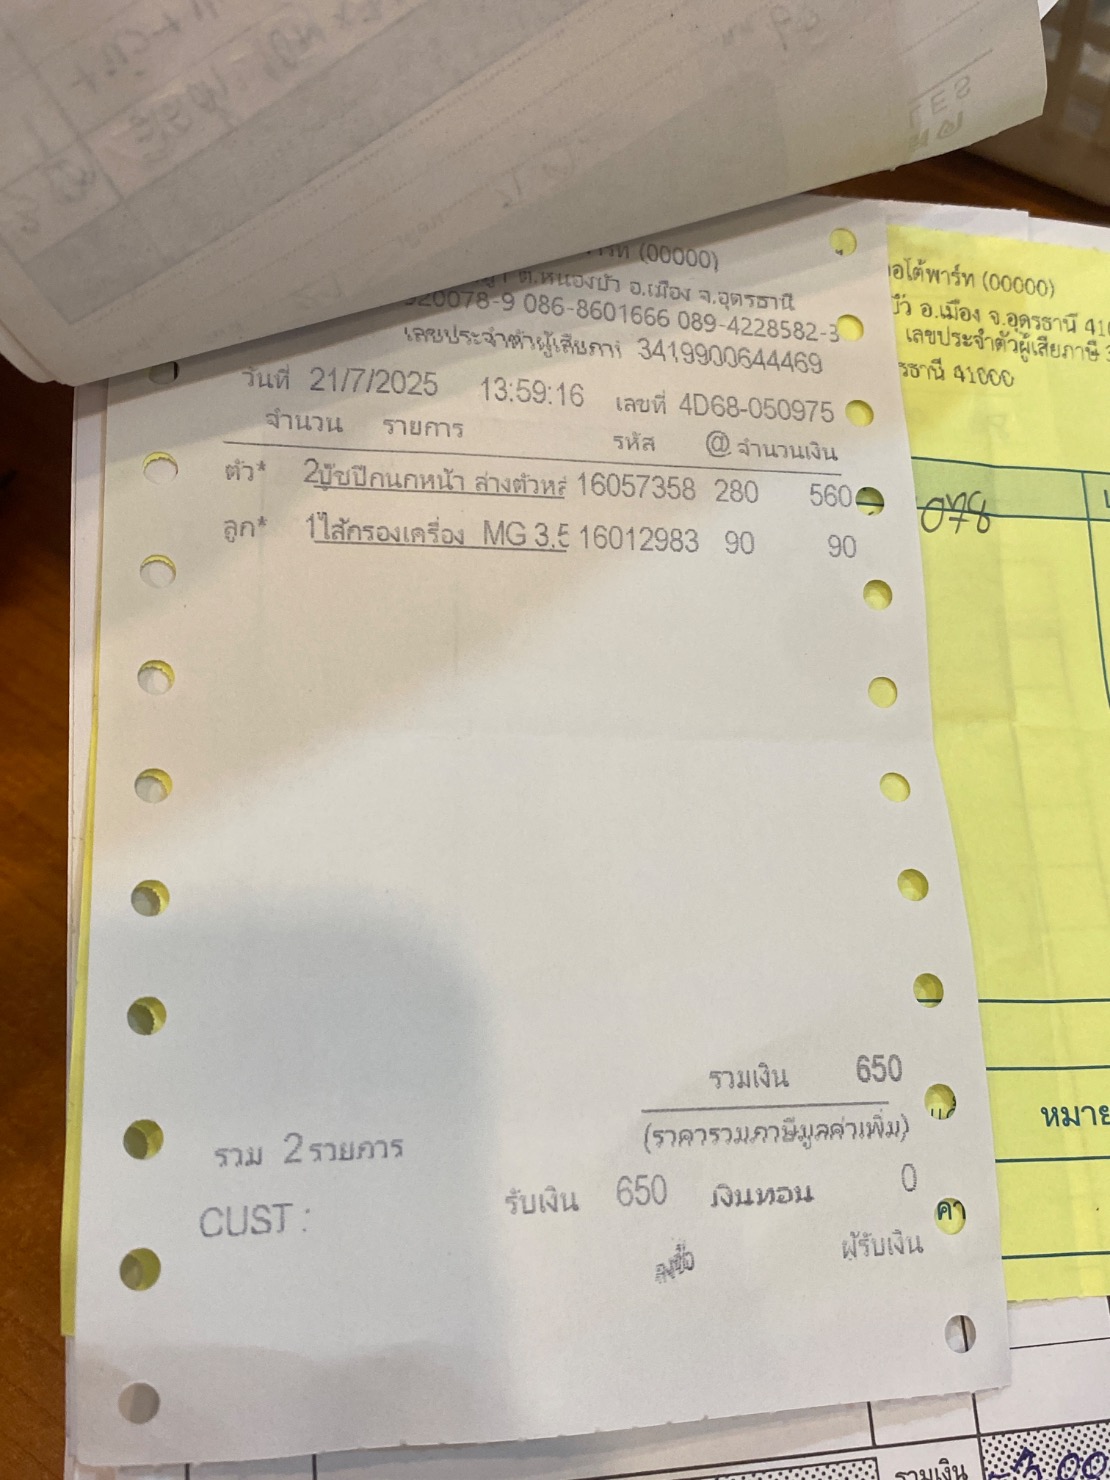 (00000)
ต.หนองบัว อ.เมือง จ.อุดรธานี
320078-9 086-8601666 089-4228582-3
เลขประจำตัวผู้เสียภาษี 3419900644469
วันที่ 21/7/2025 13:59:16 เลขที่ 4D68-050975
จำนวน รายการ รหัส @ จำนวนเงิน
ตัว* 2บู๊ชปีกนกหน้า ล่างตัวหล 16057358 280 560
ลูก* 1ไส้กรองเครื่อง MG 3.5 16012983 90 90
รวมเงิน 650
(ราคารวมภาษีมูลค่าเพิ่ม)
รวม 2 รายการ
รับเงิน 650 เงินทอน 0
CUST :
ลงชื่อ ผู้รับเงิน
ออโต้พาร์ท (00000)
บัว อ.เมือง จ.อุดรธานี 410
เลขประจำตัวผู้เสียภาษี 3
รธานี 41000
078
หมาย
คา
รวมเงิน